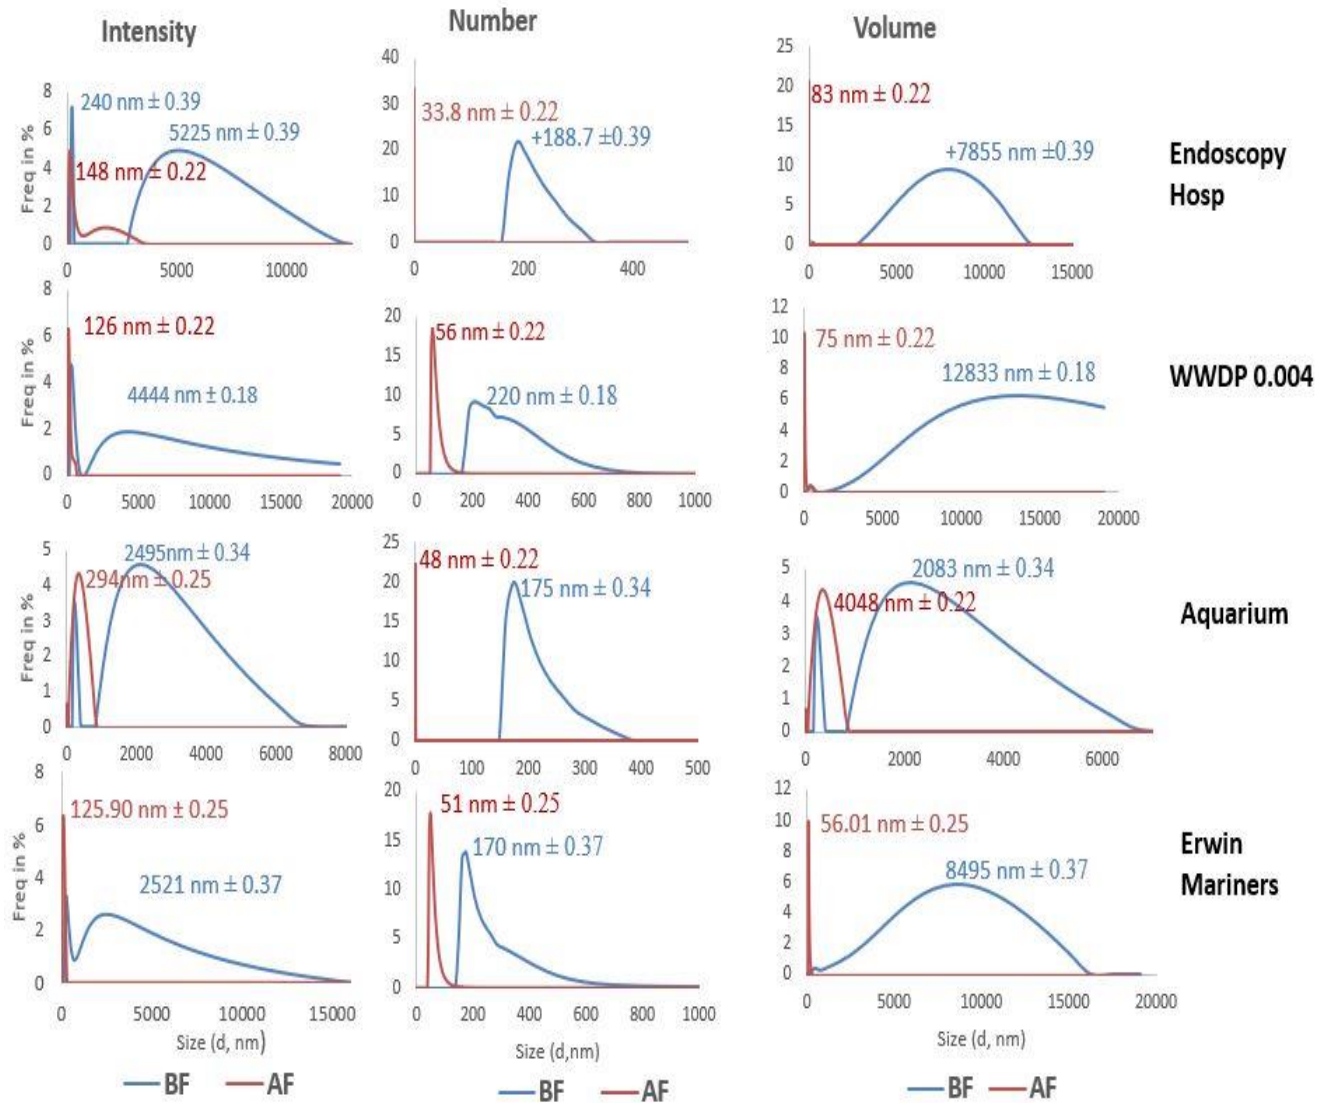 Intensity
Number
Volume
Freq in %
8
6
4
2
0
240 nm ± 0.39
5225 nm ± 0.39
148 nm ± 0.22
0
5000
10000
40
30
20
10
0
33.8 nm ± 0.22
+188.7 ±0.39
0
200
400
25
20
15
10
5
0
83 nm ± 0.22
+7855 nm ±0.39
0
5000
10000
15000
Endoscopy
Hosp
Freq in %
8
6
4
2
0
126 nm ± 0.22
4444 nm ± 0.18
0
5000
10000
15000
20000
20
15
10
5
0
56 nm ± 0.22
220 nm ± 0.18
0
200
400
600
800
1000
12
10
8
6
4
2
0
75 nm ± 0.22
12833 nm ± 0.18
0
5000
10000
15000
20000
WWDP 0.004
Freq in %
5
4
3
2
1
0
2495nm ± 0.34
294nm ± 0.25
0
2000
4000
6000
8000
25
20
15
10
5
0
48 nm ± 0.22
175 nm ± 0.34
0
100
200
300
400
500
5
4
3
2
1
0
2083 nm ± 0.34
4048 nm ± 0.22
0
2000
4000
6000
Aquarium
Freq in %
8
6
4
2
0
125.90 nm ± 0.25
2521 nm ± 0.37
0
5000
10000
15000
Size (d, nm)
BF
AF
20
15
10
5
0
51 nm ± 0.25
170 nm ± 0.37
0
200
400
600
800
1000
Size (d,nm)
BF
AF
12
10
8
6
4
2
0
56.01 nm ± 0.25
8495 nm ± 0.37
0
5000
10000
15000
20000
Size (d, nm)
BF
AF
Erwin
Mariners